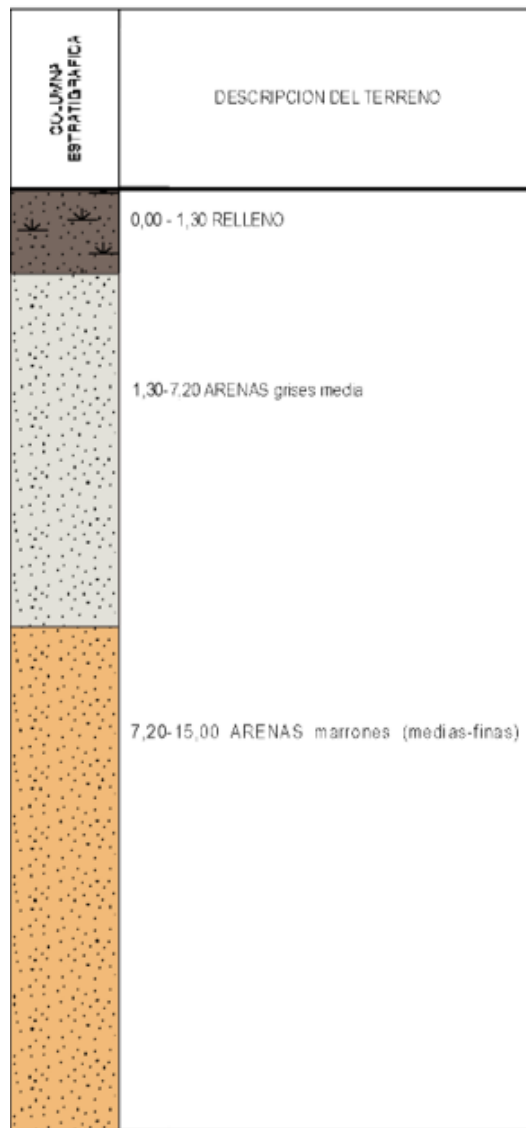 COLUMNA
ESTRATIGRAFICA
DESCRIPCION DEL TERRENO
0,00 - 1,30 RELLENO
1,30-7.20 ARENAS grises media
7,20-15,00 ARENAS marrones (medias-finas)